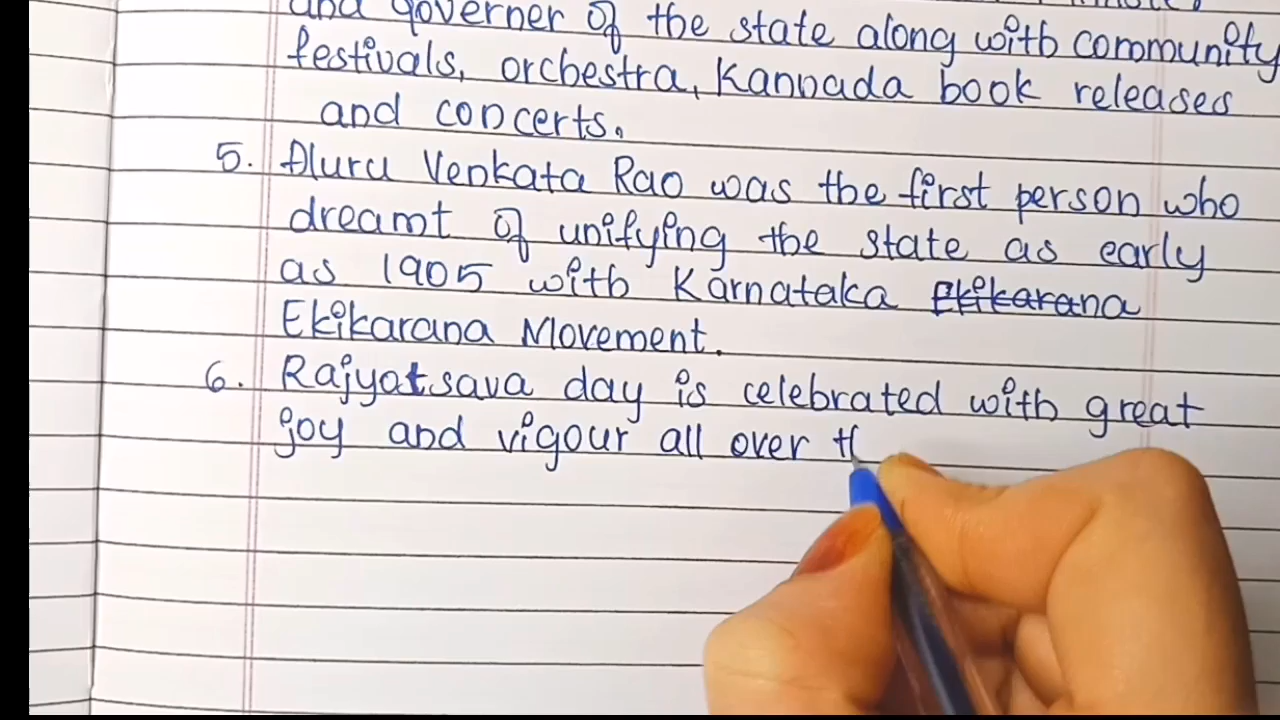 and governer of the state along with community
festivals, orchestra, Kannada book releases
and concerts.
5. Aluru Venkata Rao was the first person who
dreamt of unifying the state as early
as 1905 with Karnataka Ekikarana
Ekikarana Movement.
6. Rajyotsava day is celebrated with great
joy and vigour all over th